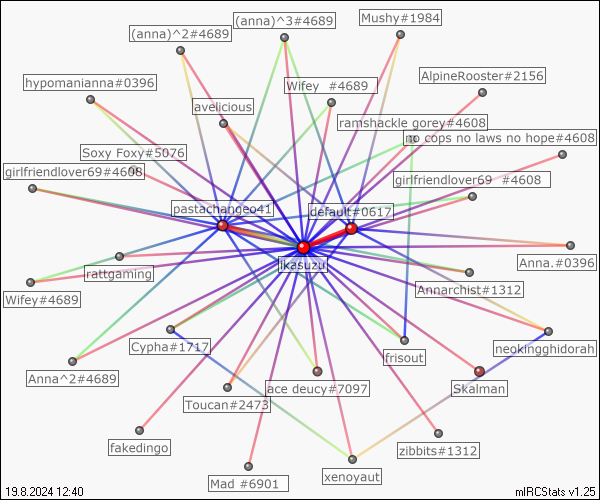 (anna)^3#4689
Mushy#1984
(anna)^2#4689
AlpineRooster#2156
hypomanianna#0396
Wifey #4689
avelicious
ramshackle gorey#4608
no cops no laws no hope#4608
Soxy Foxy#5076
girlfriendlover69#4608
girlfriendlover69 #4608
pastachangeo41
default#0617
Anna.#0396
ikasuzu
rattgaming
Annarchist#1312
Wifey#4689
Cypha#1717
neokingghidorah
frisout
Anna^2#4689
ace deucy#7097
Skalman
Toucan#2473
fakedingo
zibbits#1312
xenoyaut
Mad #6901
19.8.2024 12:40
mIRCStats v1.25